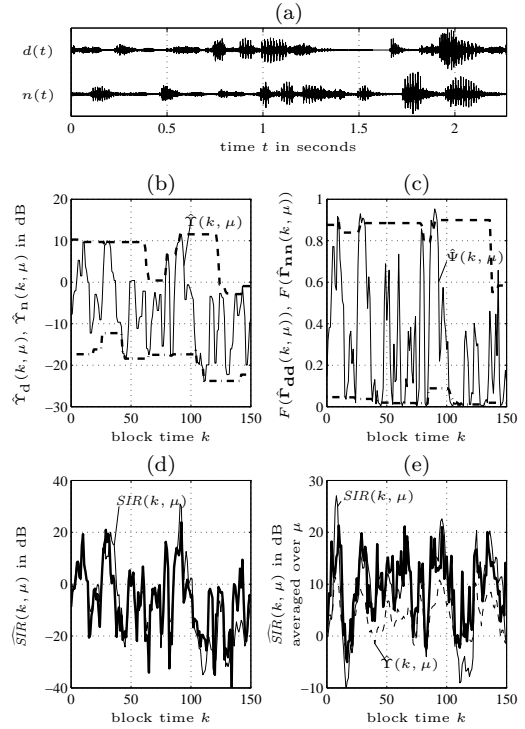 (a)
d(t)
n(t)
0 0.5 1 1.5 2
time t in seconds
(b)
Υ̂d(k, μ), Υ̂n(k, μ) in dB
20
10
0
−10
−20
−30
Υ̂(k, μ)
0 50 100 150
block time k
(c)
F(Γ̂dd(k, μ)), F(Γ̂nn(k, μ))
1
0.8
0.6
0.4
0.2
0
Ψ̂(k, μ)
0 50 100 150
block time k
(d)
SIR̂(k, μ) in dB
40
20
0
−20
−40
SIR(k, μ)
0 50 100 150
block time k
(e)
SIR̂(k, μ) in dB
averaged over μ
30
20
10
0
−10
SIR(k, μ)
Υ̂(k, μ)
0 50 100 150
block time k